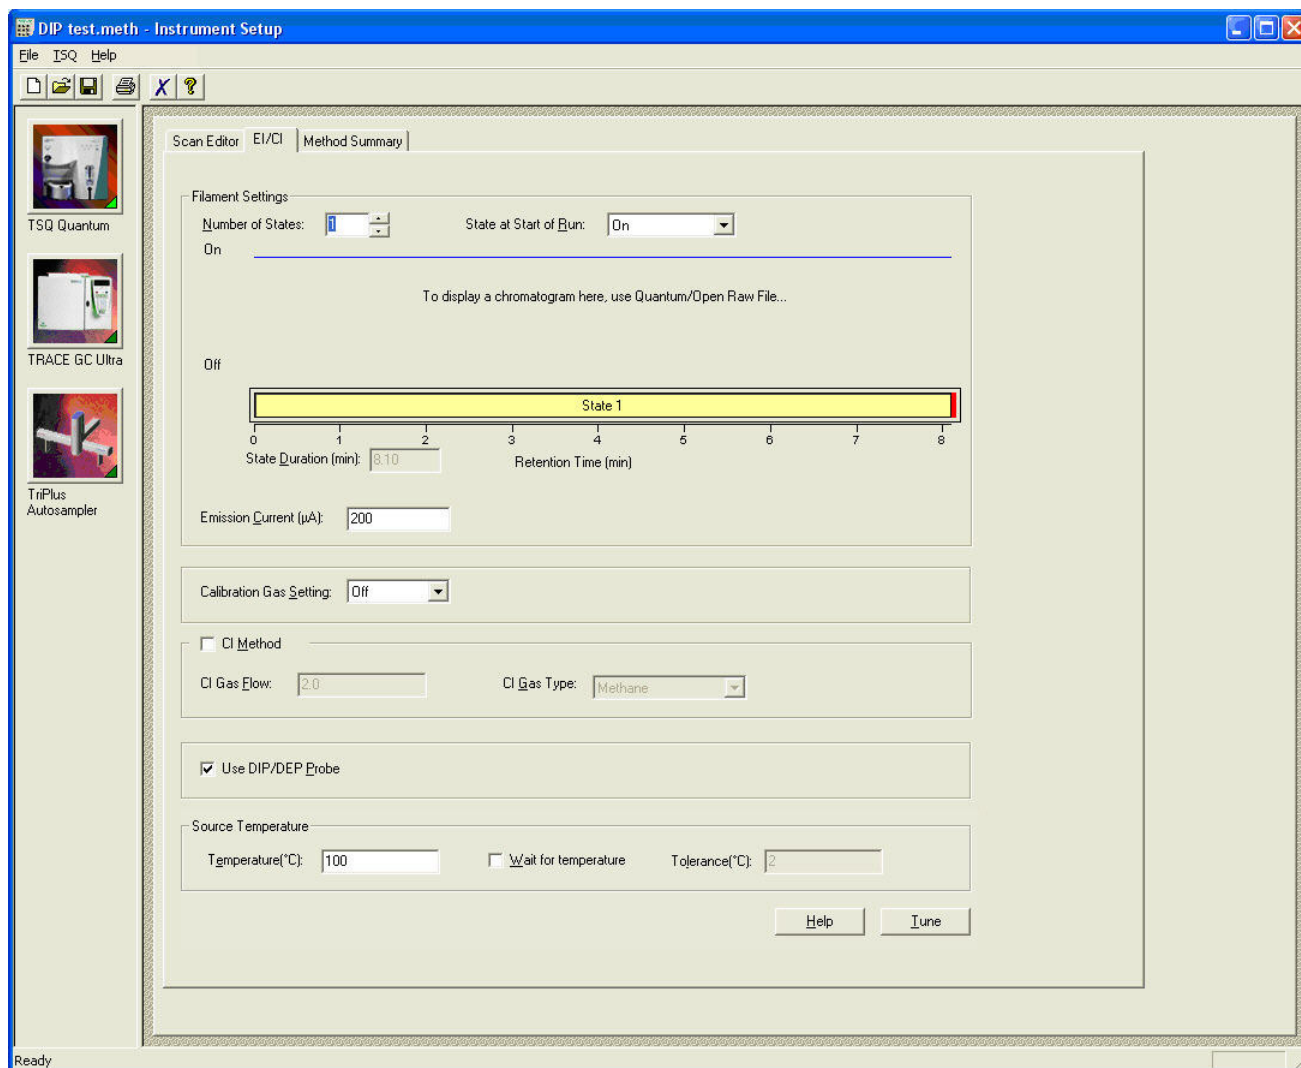 DIP test.meth - Instrument Setup
File TSQ Help
TSQ Quantum
TRACE GC Ultra
TriPlus
Autosampler
Scan Editor EI/CI Method Summary
Filament Settings
Number of States: 1 State at Start of Run: On
On
To display a chromatogram here, use Quantum/Open Raw File...
Off
State 1
0 1 2 3 4 5 6 7 8
State Duration (min): 8.10 Retention Time (min)
Emission Current (µA): 200
Calibration Gas Setting: Off
CI Method
CI Gas Flow: 2.0 CI Gas Type: Methane
Use DIP/DEP Probe
Source Temperature
Temperature(°C): 100 Wait for temperature Tolerance(°C): 2
Help Tune
Ready